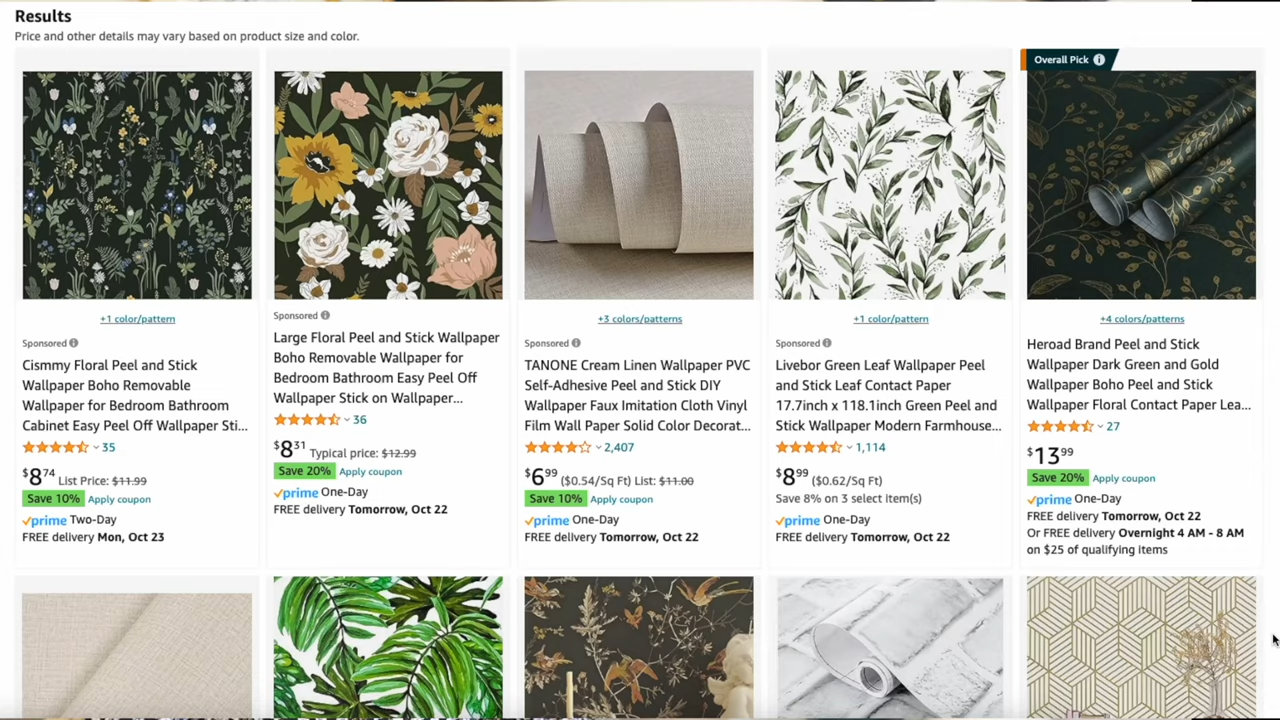 Results
Price and other details may vary based on product size and color.
+1 color/pattern
Sponsored
Cismmy Floral Peel and Stick
Wallpaper Boho Removable
Wallpaper for Bedroom Bathroom
Cabinet Easy Peel Off Wallpaper Sti...
35
$8.74 List Price: $11.99
Save 10% Apply coupon
prime Two-Day
FREE delivery Mon, Oct 23
Sponsored
Large Floral Peel and Stick Wallpaper
Boho Removable Wallpaper for
Bedroom Bathroom Easy Peel Off
Wallpaper Stick on Wallpaper...
36
$8.31 Typical price: $12.99
Save 20% Apply coupon
prime One-Day
FREE delivery Tomorrow, Oct 22
+3 colors/patterns
Sponsored
TANONE Cream Linen Wallpaper PVC
Self-Adhesive Peel and Stick DIY
Wallpaper Faux Imitation Cloth Vinyl
Film Wall Paper Solid Color Decorat...
2,407
$6.99 ($0.54/Sq Ft) List: $11.00
Save 10% Apply coupon
prime One-Day
FREE delivery Tomorrow, Oct 22
+1 color/pattern
Sponsored
Livebor Green Leaf Wallpaper Peel
and Stick Leaf Contact Paper
17.7inch x 118.1inch Green Peel and
Stick Wallpaper Modern Farmhouse...
1,114
$8.99 ($0.62/Sq Ft)
Save 8% on 3 select item(s)
prime One-Day
FREE delivery Tomorrow, Oct 22
Overall Pick
+4 colors/patterns
Heroad Brand Peel and Stick
Wallpaper Dark Green and Gold
Wallpaper Boho Peel and Stick
Wallpaper Floral Contact Paper Lea...
27
$13.99
Save 20% Apply coupon
prime One-Day
FREE delivery Tomorrow, Oct 22
Or FREE delivery Overnight 4 AM - 8 AM
on $25 of qualifying items